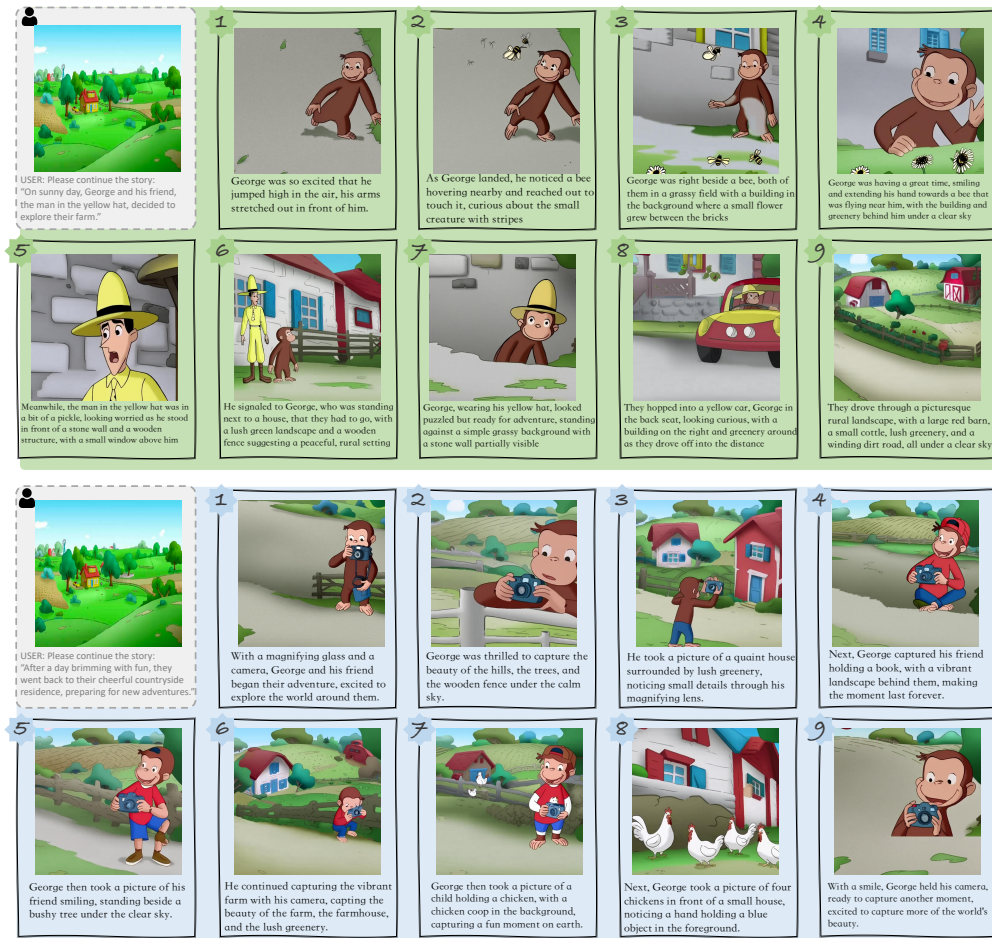 1
2
3
4
USER: Please continue the story:
"On sunny day, George and his friend,
the man in the yellow hat, decided to
explore their farm."
George was so excited that he
jumped high in the air, his arms
stretched out in front of him.
As George landed, he noticed a bee
hovering nearby and reached out to
touch it, curious about the small
creature with stripes
George was right beside a bee, both of
them in a grassy field with a building in
the background where a small flower
grew between the bricks
George was having a great time, smiling
and extending his hand towards a bee that
was flying near him, with the building and
greenery behind him under a clear sky
5
6
7
8
9
Meanwhile, the man in the yellow hat was in
a bit of a pickle, looking worried as he stood
in front of a stone wall and a wooden
structure, with a small window above him
He signaled to George, who was standing
next to a house, that they had to go, with
a lush green landscape and a wooden
fence suggesting a peaceful, rural setting
George, wearing his yellow hat, looked
puzzled but ready for adventure, standing
against a simple grassy background with
a stone wall partially visible
They hopped into a yellow car, George in
the back seat, looking curious, with a
building on the right and greenery around
as they drove off into the distance
They drove through a picturesque
rural landscape, with a large red barn,
a small cottle, lush greenery, and a
winding dirt road, all under a clear sky
1
2
3
4
USER: Please continue the story:
"After a day brimming with fun, they
went back to their cheerful countryside
residence, preparing for new adventures."
With a magnifying glass and a
camera, George and his friend
began their adventure, excited to
explore the world around them.
George was thrilled to capture the
beauty of the hills, the trees, and
the wooden fence under the calm
sky.
He took a picture of a quaint house
surrounded by lush greenery,
noticing small details through his
magnifying lens.
Next, George captured his friend
holding a book, with a vibrant
landscape behind them, making
the moment last forever.
5
6
7
8
9
George then took a picture of his
friend smiling, standing beside a
bushy tree under the clear sky.
He continued capturing the vibrant
farm with his camera, capting the
beauty of the farm, the farmhouse,
and the lush greenery.
George then took a picture of a
child holding a chicken, with a
chicken coop in the background,
capturing a fun moment on earth.
Next, George took a picture of four
chickens in front of a small house,
noticing a hand holding a blue
object in the foreground.
With a smile, George held his camera,
ready to capture another moment,
excited to capture more of the world's
beauty.